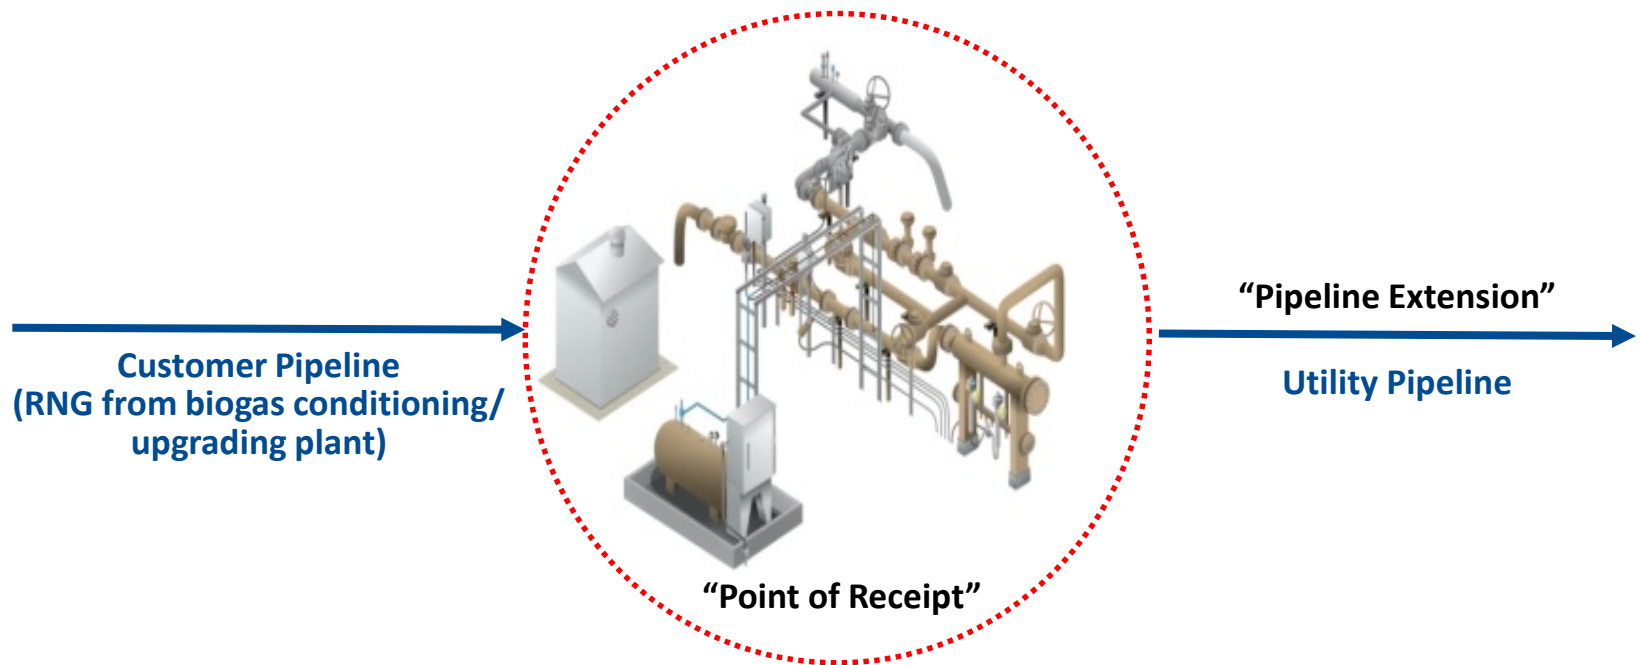 Customer Pipeline
(RNG from biogas conditioning/
upgrading plant)
“Point of Receipt”
“Pipeline Extension”
Utility Pipeline